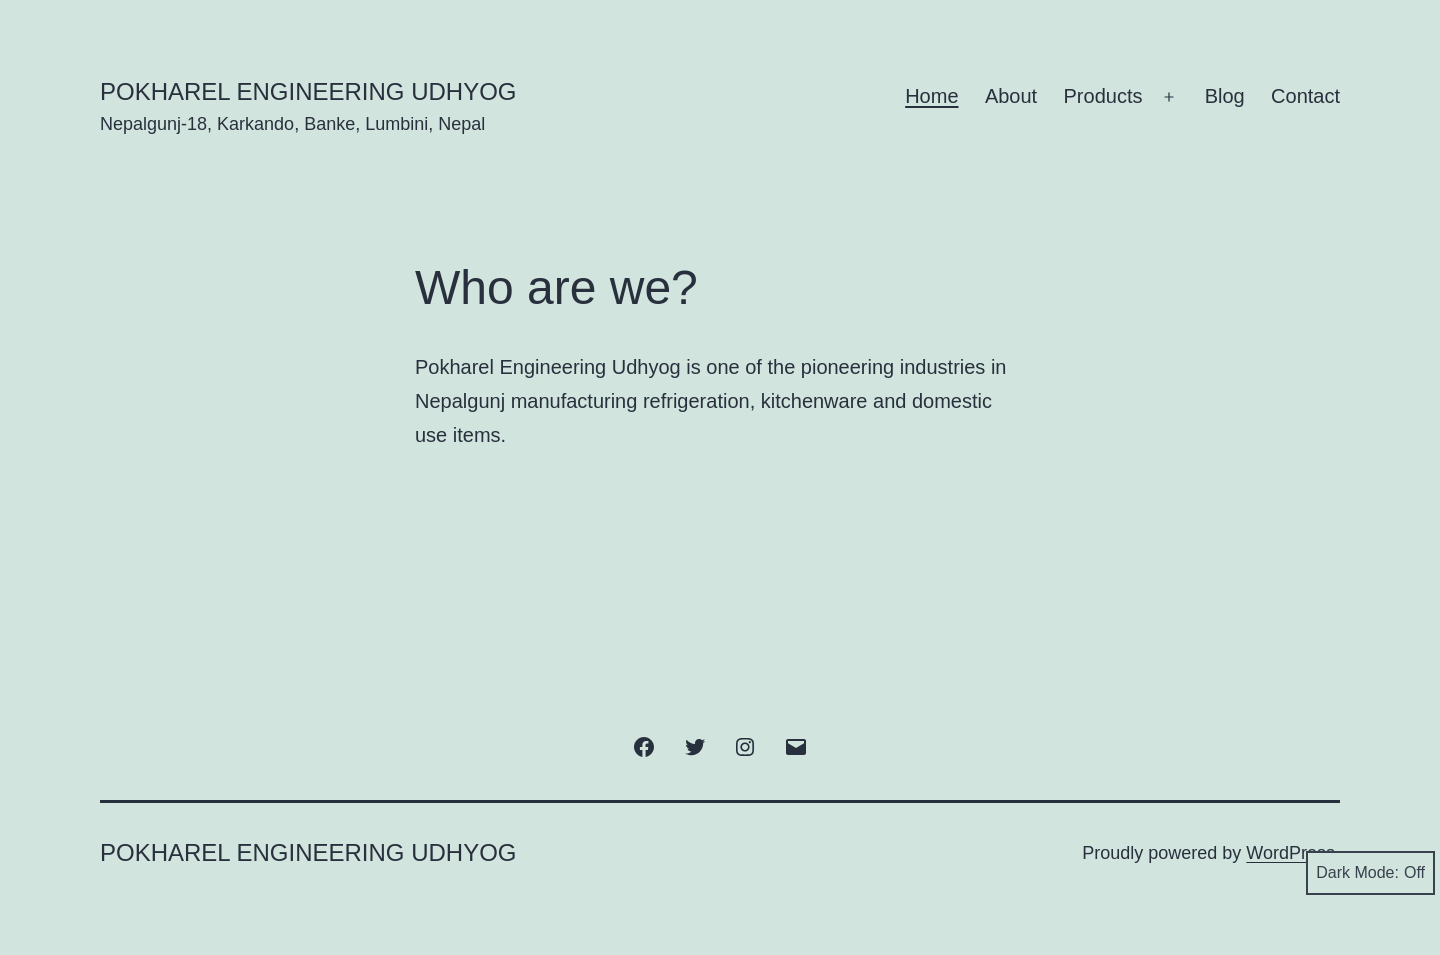 POKHAREL ENGINEERING UDHYOG
Nepalgunj-18, Karkando, Banke, Lumbini, Nepal
Home About Products + Blog Contact
Who are we?
Pokharel Engineering Udhyog is one of the pioneering industries in
Nepalgunj manufacturing refrigeration, kitchenware and domestic
use items.
POKHAREL ENGINEERING UDHYOG
Proudly powered by WordPress.
Dark Mode: Off